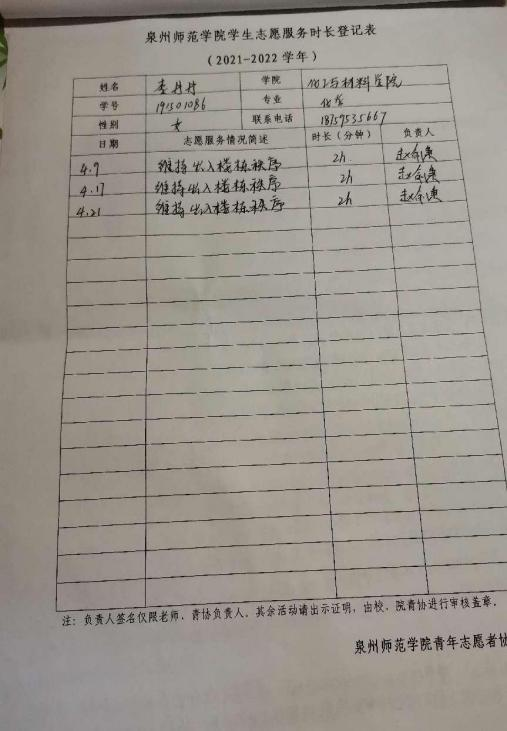 泉州师范学院学生志愿服务时长登记表
（2021-2022 学年）
姓名 查丹丹 学院 化工与材料学院
学号 191301086 专业 化学
性别 女 联系电话 18759535667
日期 志愿服务情况简述 时长（分钟） 负责人
4.9 维持出入楼栋秩序 2h
4.17 维持出入楼栋秩序 2h
4.21 维持出入楼栋秩序 2h
注：负责人签名仅限老师、青协负责人。其余活动请出示证明，由校、院青协进行审核盖章。
泉州师范学院青年志愿者协